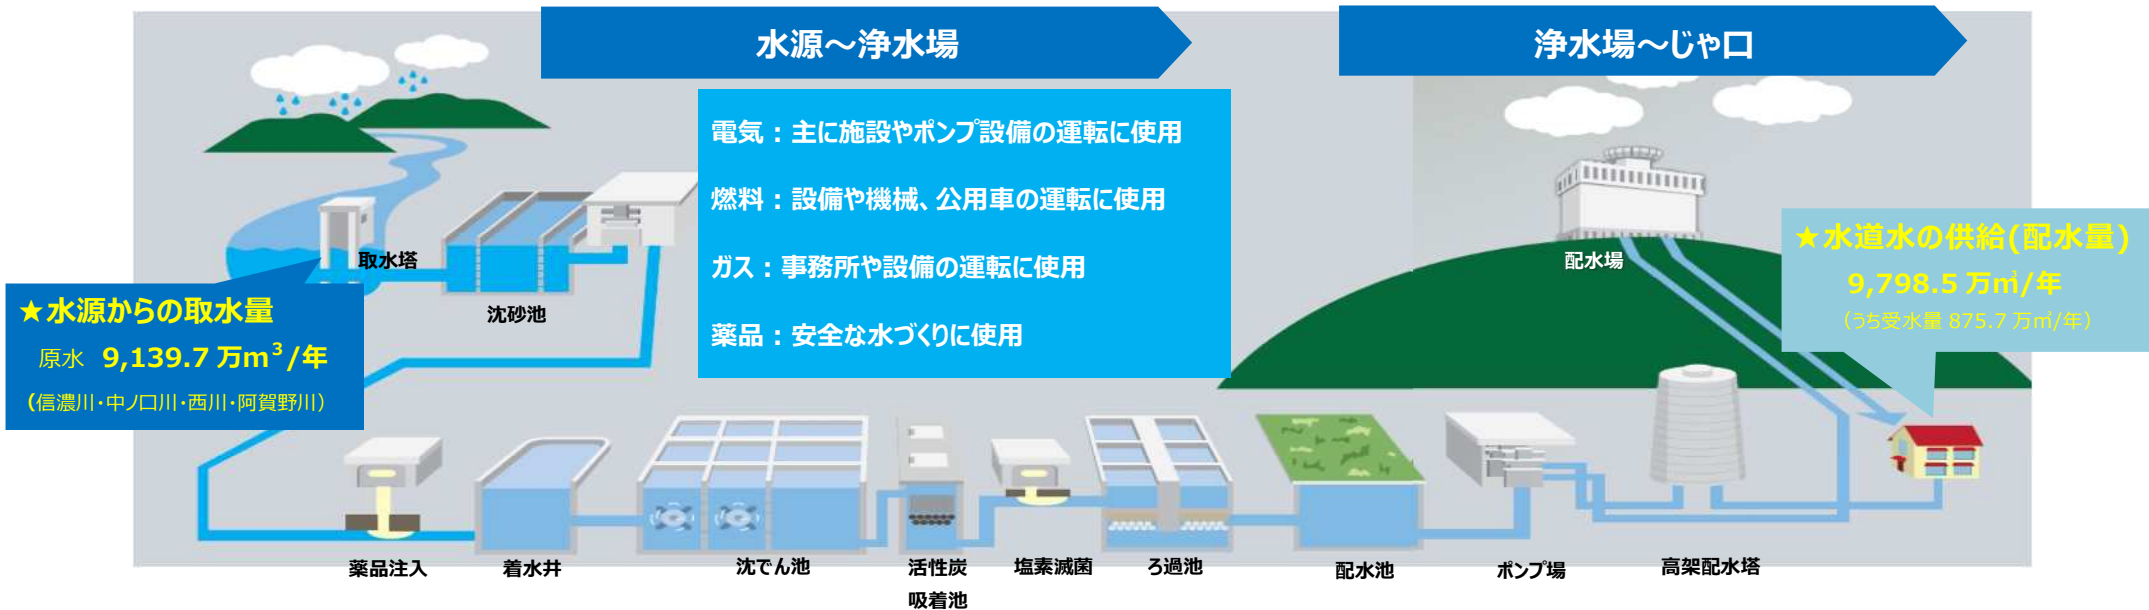 水源～浄水場
浄水場～じゃ口
電気：主に施設やポンプ設備の運転に使用
燃料：設備や機械、公用車の運転に使用
ガス：事務所や設備の運転に使用
薬品：安全な水づくりに使用
取水塔
沈砂池
★水源からの取水量
原水 9,139.7 万m³/年
(信濃川・中ノ口川・西川・阿賀野川)
配水場
★水道水の供給(配水量)
9,798.5 万㎥/年
(うち受水量 875.7 万㎥/年)
薬品注入
着水井
沈でん池
活性炭
吸着池
塩素滅菌
ろ過池
配水池
ポンプ場
高架配水塔